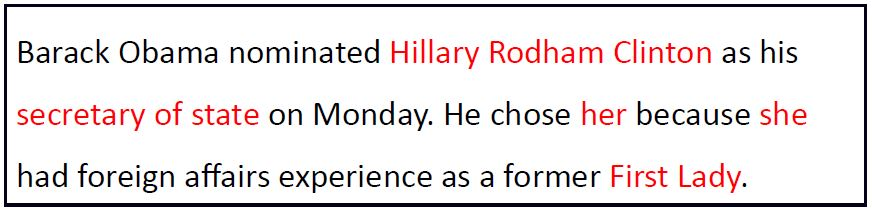 Barack Obama nominated Hillary Rodham Clinton as his
secretary of state on Monday. He chose her because she
had foreign affairs experience as a former First Lady.